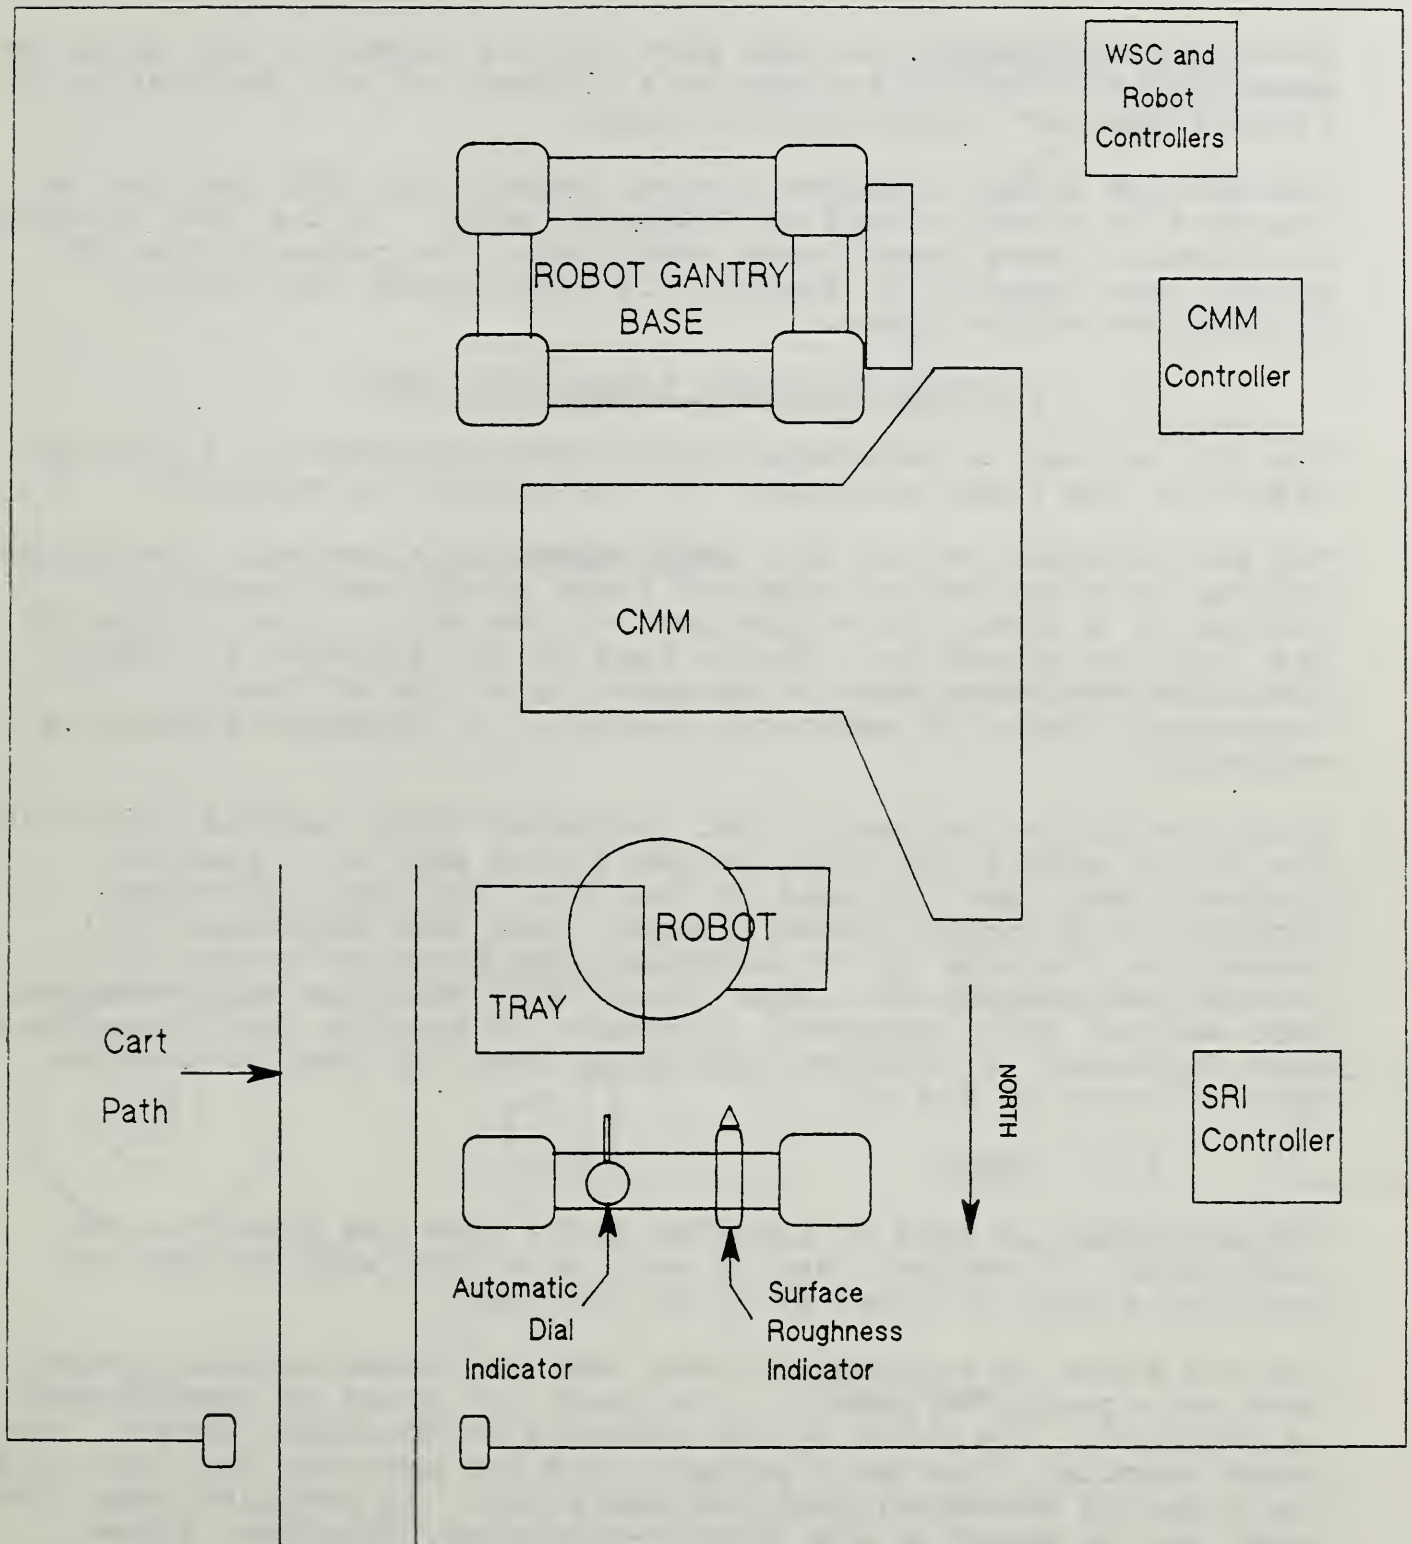 WSC and
Robot
Controllers
ROBOT GANTRY
BASE
CMM
Controller
CMM
ROBOT
TRAY
Cart
Path
NORTH
SRI
Controller
Automatic
Dial
Indicator
Surface
Roughness
Indicator